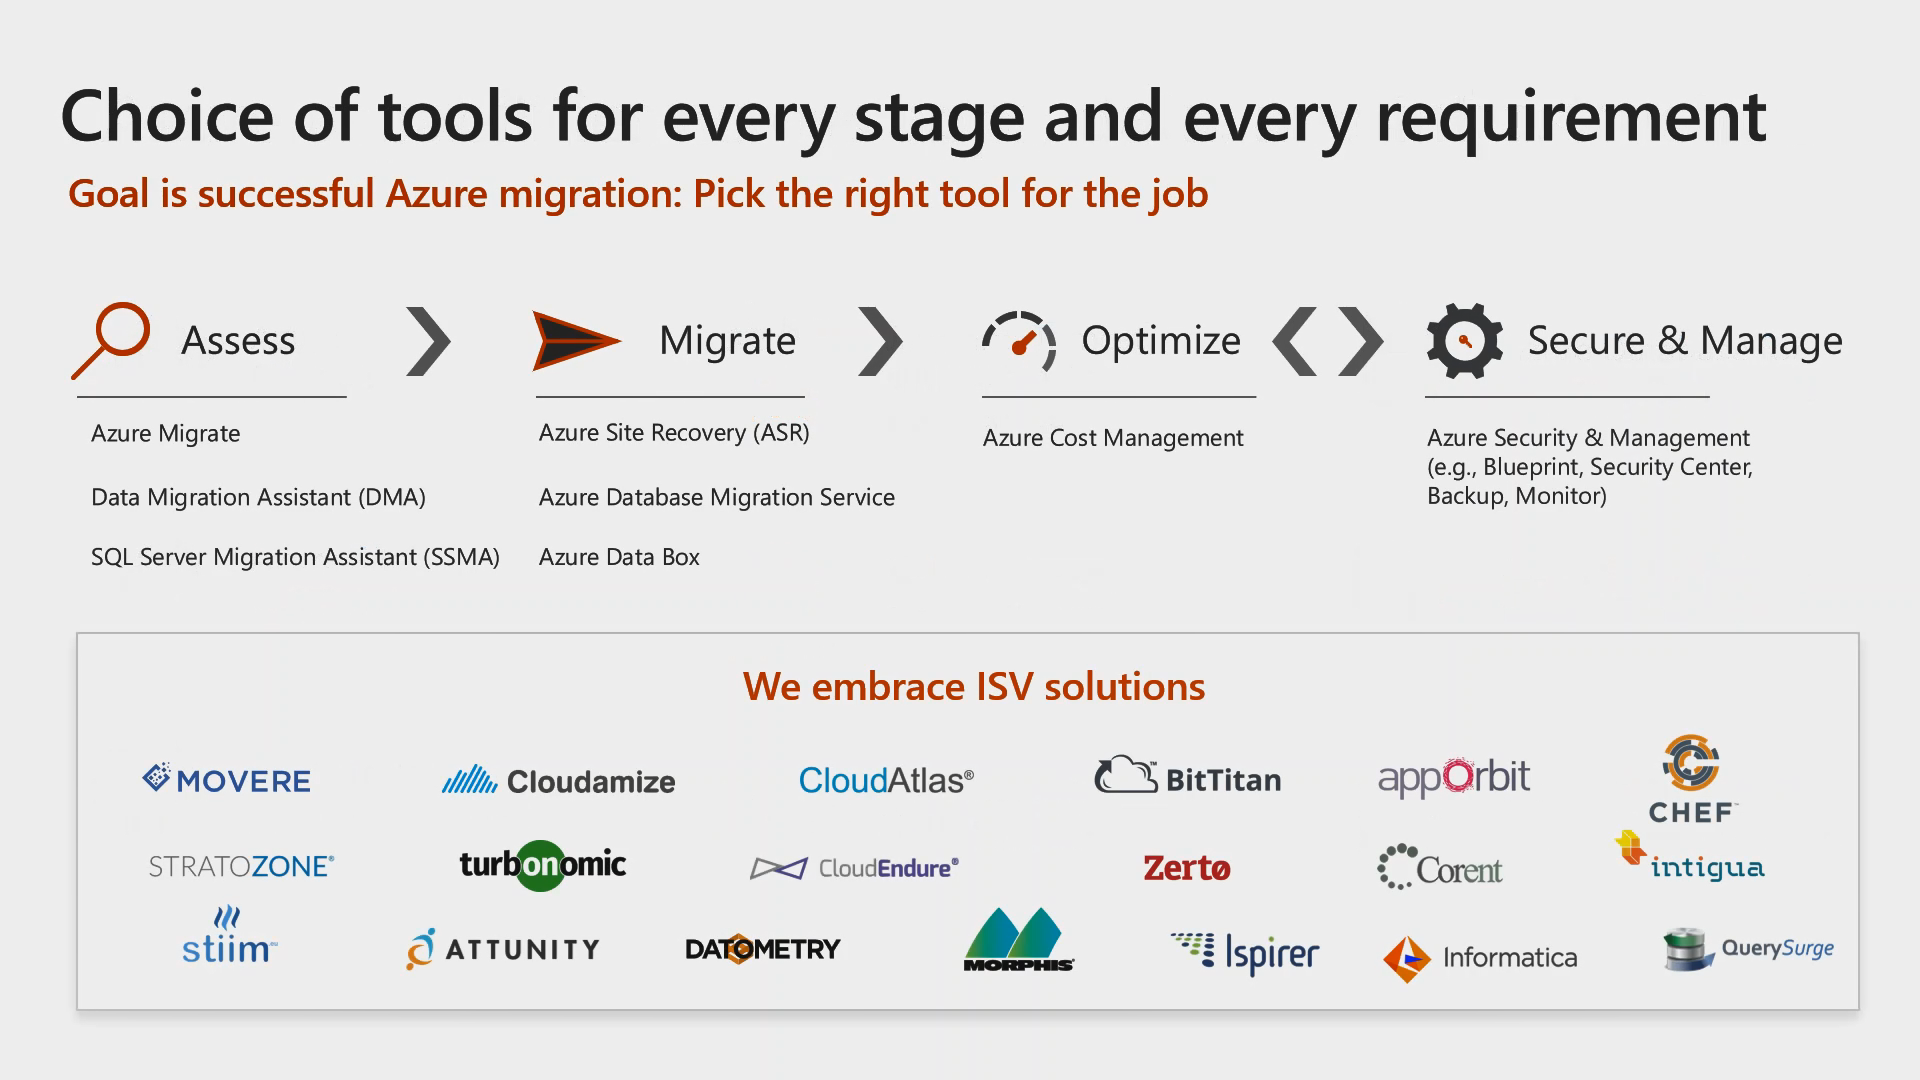 Choice of tools for every stage and every requirement
Goal is successful Azure migration: Pick the right tool for the job
Assess
Migrate
Optimize
Secure & Manage
Azure Migrate
Data Migration Assistant (DMA)
SQL Server Migration Assistant (SSMA)
Azure Site Recovery (ASR)
Azure Database Migration Service
Azure Data Box
Azure Cost Management
Azure Security & Management
(e.g., Blueprint, Security Center,
Backup, Monitor)
We embrace ISV solutions
MOVERE
Cloudamize
CloudAtlas®
BitTitan™
appOrbit
CHEF™
STRATOZONE®
turbonomic
CloudEndure®
Zertø
Corent
intigua
stiim
ATTUNITY
DATOMETRY
MORPHIS®
Ispirer
Informatica
QuerySurge